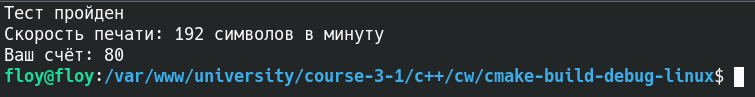 Тест пройден
Скорость печати: 192 символов в минуту
Ваш счёт: 80
floy@floy:/var/www/university/course-3-1/c++/cw/cmake-build-debug-linux$